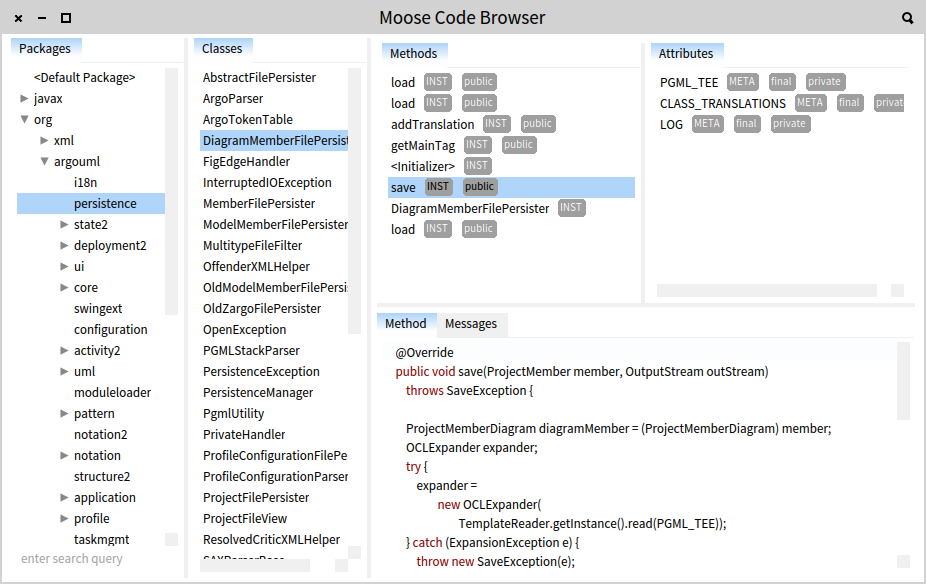 Moose Code Browser
Packages
<Default Package>
javax
org
xml
argouml
i18n
persistence
state2
deployment2
ui
core
swingext
configuration
activity2
uml
moduleloader
pattern
notation2
notation
structure2
application
profile
taskmgmt
enter search query
Classes
AbstractFilePersister
ArgoParser
ArgoTokenTable
DiagramMemberFilePersist
FigEdgeHandler
InterruptedIOException
MemberFilePersister
ModelMemberFilePersister
MultitypeFileFilter
OffenderXMLHelper
OldModelMemberFilePersi
OldZargoFilePersister
OpenException
PGMLStackParser
PersistenceException
PersistenceManager
PgmlUtility
PrivateHandler
ProfileConfigurationFilePe
ProfileConfigurationParser
ProjectFilePersister
ProjectFileView
ResolvedCriticXMLHelper
SAXParserBase
Methods
load INST public
load INST public
addTranslation INST public
getMainTag INST public
<Initializer> INST
save INST public
DiagramMemberFilePersister INST
load INST public
Attributes
PGML_TEE META final private
CLASS_TRANSLATIONS META final privat
LOG META final private
Method Messages
@Override
public void save(ProjectMember member, OutputStream outStream)
throws SaveException {
ProjectMemberDiagram diagramMember = (ProjectMemberDiagram) member;
OCLExpander expander;
try {
expander =
new OCLExpander(
TemplateReader.getInstance().read(PGML_TEE));
} catch (ExpansionException e) {
throw new SaveException(e);